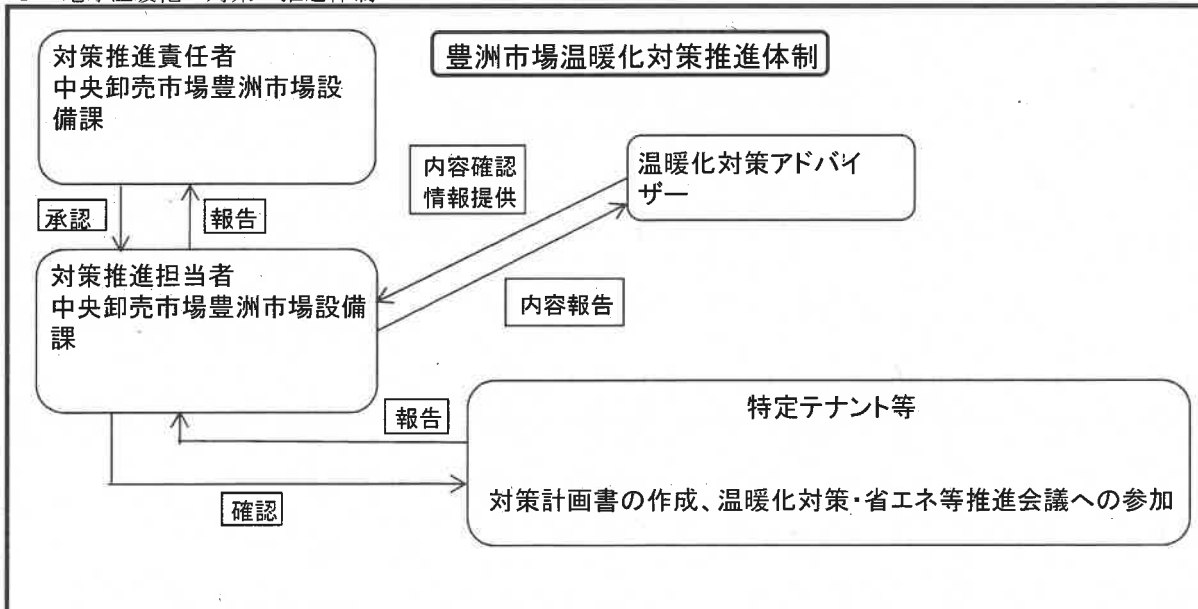 豊洲市場温暖化対策推進体制
対策推進責任者
中央卸売市場豊洲市場設
備課
承認
報告
内容確認
情報提供
温暖化対策アドバイ
ザー
対策推進担当者
中央卸売市場豊洲市場設備
課
内容報告
報告
確認
特定テナント等
対策計画書の作成、温暖化対策・省エネ等推進会議への参加